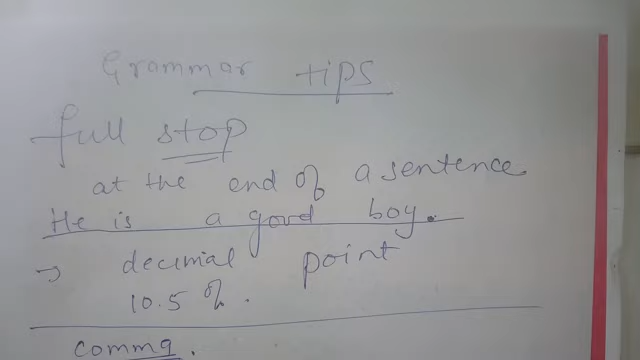 Grammar tips
full stop
at the end of a sentence
He is a good boy.
→ decimal point
10.5 %.
comma.